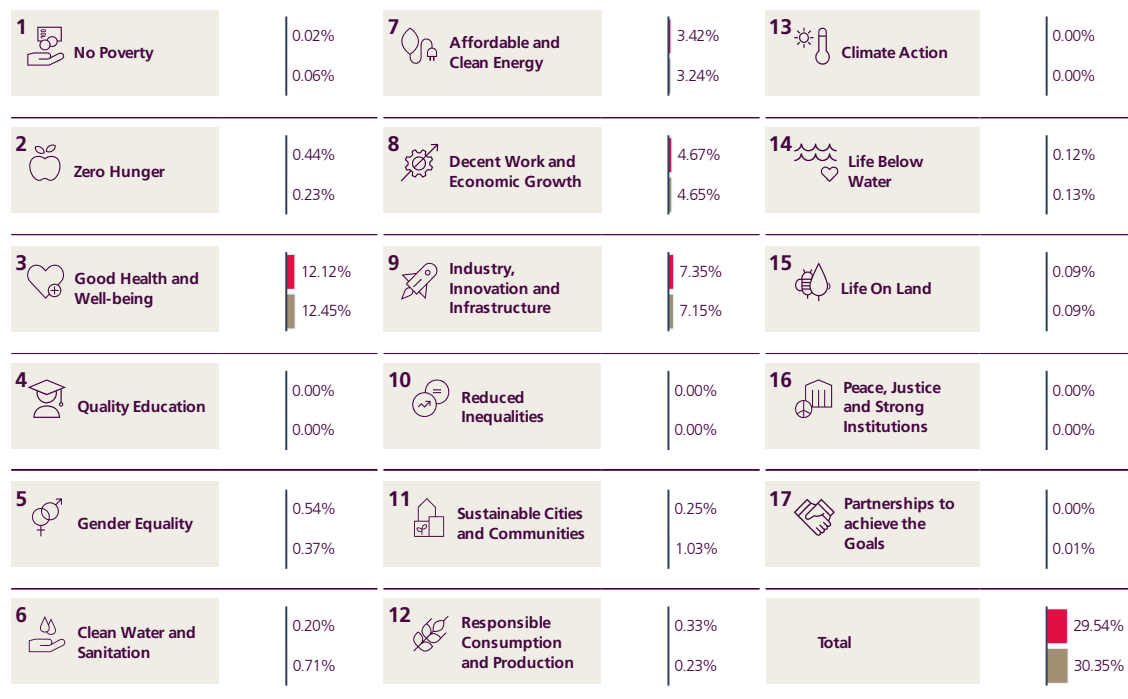 1
No Poverty
0.02%
0.06%
2
Zero Hunger
0.44%
0.23%
3
Good Health and
Well-being
12.12%
12.45%
4
Quality Education
0.00%
0.00%
5
Gender Equality
0.54%
0.37%
6
Clean Water and
Sanitation
0.20%
0.71%
7
Affordable and
Clean Energy
3.42%
3.24%
8
Decent Work and
Economic Growth
4.67%
4.65%
9
Industry,
Innovation and
Infrastructure
7.35%
7.15%
10
Reduced
Inequalities
0.00%
0.00%
11
Sustainable Cities
and Communities
0.25%
1.03%
12
Responsible
Consumption
and Production
0.33%
0.23%
13
Climate Action
0.00%
0.00%
14
Life Below
Water
0.12%
0.13%
15
Life On Land
0.09%
0.09%
16
Peace, Justice
and Strong
Institutions
0.00%
0.00%
17
Partnerships to
achieve the
Goals
0.00%
0.01%
Total
29.54%
30.35%